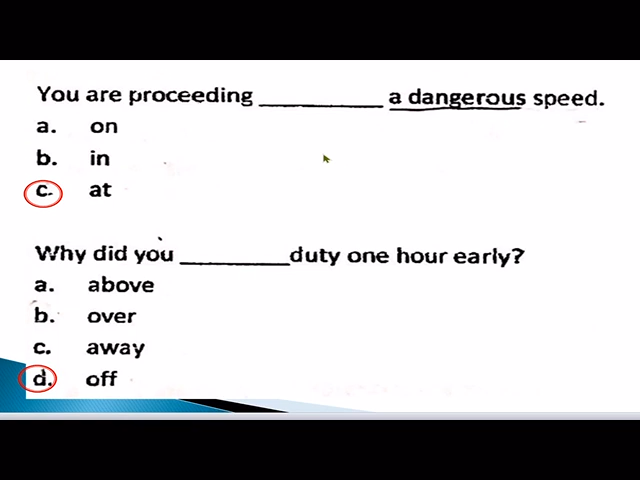 You are proceeding __________ a dangerous speed.
a. on
b. in
c. at
Why did you _________duty one hour early?
a. above
b. over
c. away
d. off